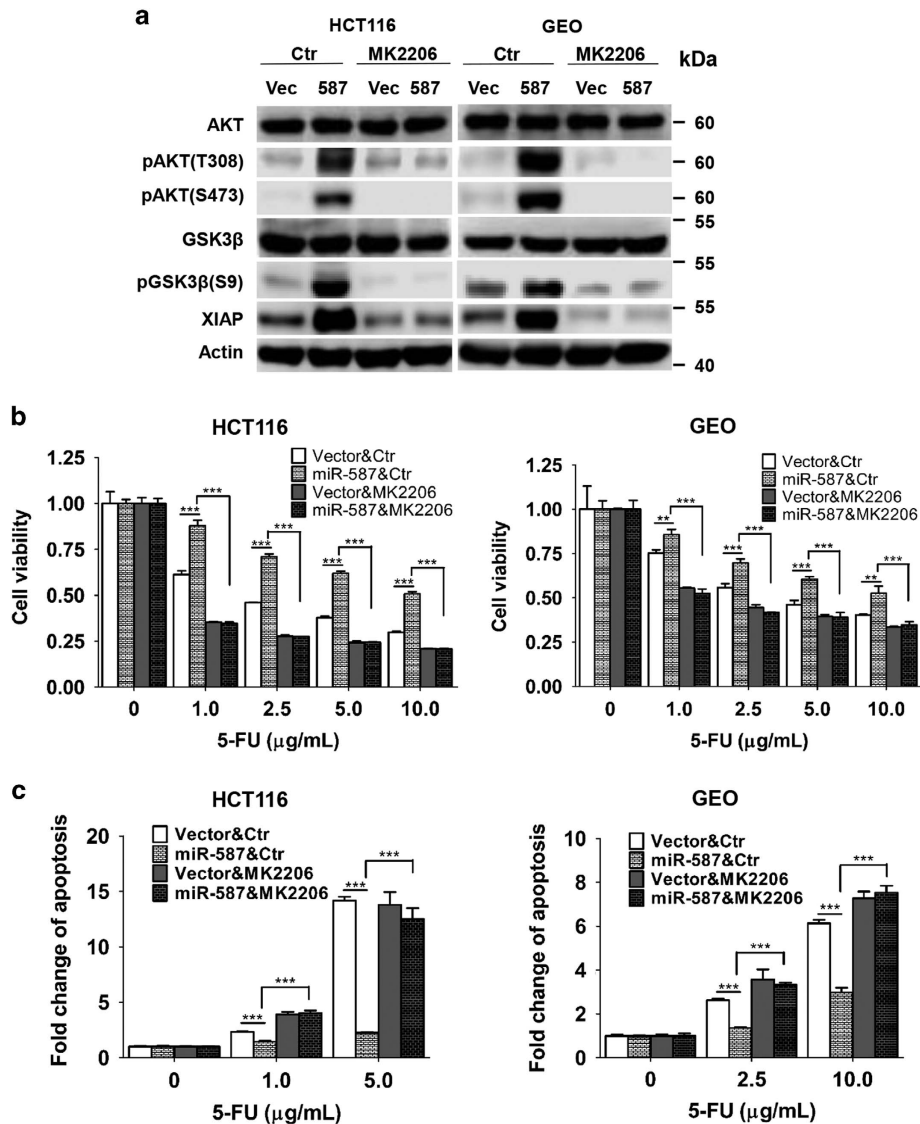 a
HCT116 GEO
Ctr MK2206 Ctr MK2206 kDa
Vec 587 Vec 587 Vec 587 Vec 587
AKT 60
pAKT(T308) 60
pAKT(S473) 60
55
GSK3β
55
pGSK3β(S9)
55
XIAP
Actin
40
b
HCT116
Vector&Ctr
miR-587&Ctr
Vector&MK2206
miR-587&MK2206
Cell viability
1.25
1.00
0.75
0.50
0.25
0.00
*** *** *** *** *** *** *** ***
0 1.0 2.5 5.0 10.0
5-FU (μg/mL)
GEO
Vector&Ctr
miR-587&Ctr
Vector&MK2206
miR-587&MK2206
Cell viability
1.25
1.00
0.75
0.50
0.25
0.00
** *** *** *** *** *** ** ***
0 1.0 2.5 5.0 10.0
5-FU (μg/mL)
c
HCT116
Vector&Ctr
miR-587&Ctr
Vector&MK2206
miR-587&MK2206
Fold change of apoptosis
20
15
10
5
0
*** *** *** ***
0 1.0 5.0
5-FU (μg/mL)
GEO
Vector&Ctr
miR-587&Ctr
Vector&MK2206
miR-587&MK2206
Fold change of apoptosis
10
8
6
4
2
0
*** *** *** ***
0 2.5 10.0
5-FU (μg/mL)